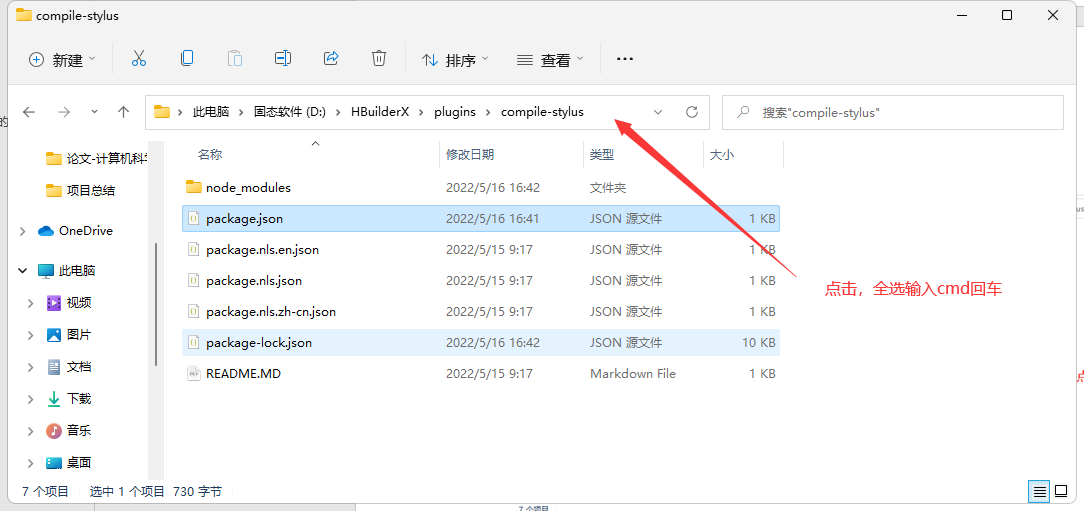 compile-stylus
新建
排序
查看
此电脑 固态软件 (D:) HBuilderX plugins compile-stylus
搜索"compile-stylus"
名称 修改日期 类型 大小
论文-计算机科学
项目总结
OneDrive
此电脑
视频
图片
文档
下载
音乐
桌面
node_modules 2022/5/16 16:42 文件夹
package.json 2022/5/16 16:41 JSON 源文件 1 KB
package.nls.en.json 2022/5/15 9:17 JSON 源文件 1 KB
package.nls.json 2022/5/15 9:17 JSON 源文件 1 KB
package.nls.zh-cn.json 2022/5/15 9:17 JSON 源文件 1 KB
package-lock.json 2022/5/16 16:42 JSON 源文件 10 KB
README.MD 2022/5/15 9:17 Markdown File 1 KB
点击，全选输入cmd回车
7 个项目 选中 1 个项目 730 字节
7 个项目